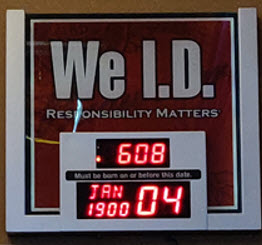 We I.D.
RESPONSIBILITY MATTERS
. 608
Must be born on or before this date.
JAN
1900 04